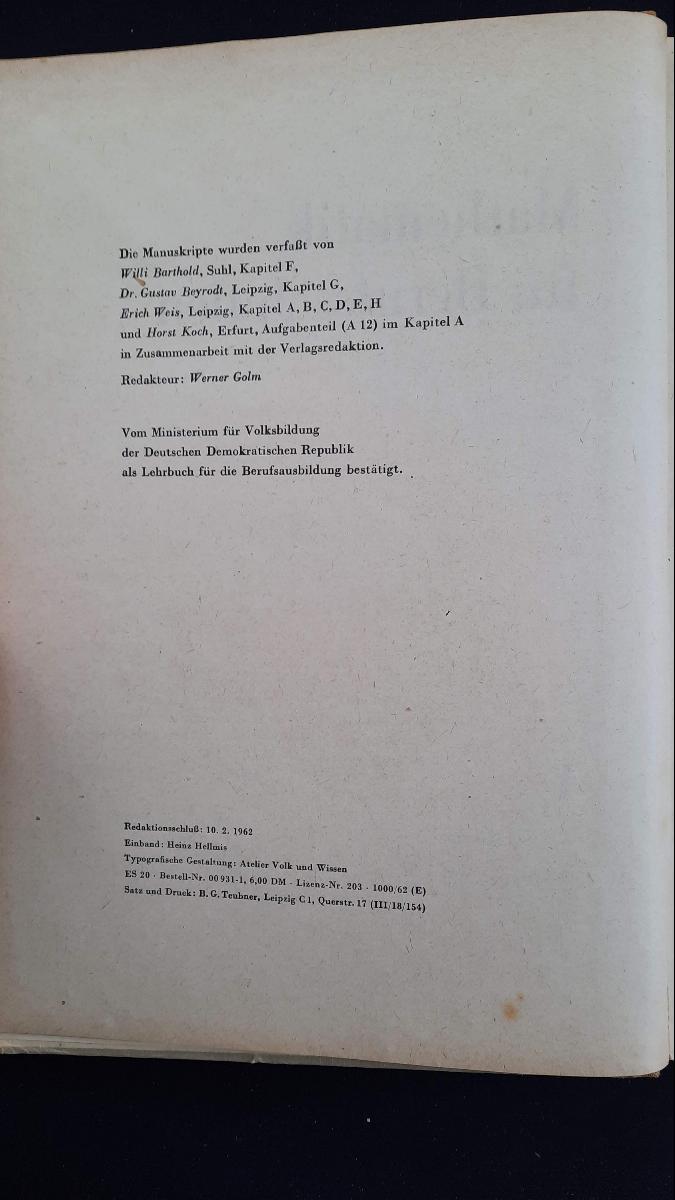 Die Manuskripte wurden verfaßt von
Willi Barthold, Suhl, Kapitel F,
Dr. Gustav Beyrodt, Leipzig, Kapitel G,
Erich Weis, Leipzig, Kapitel A, B, C, D, E, H
und Horst Koch, Erfurt, Aufgabenteil (A 12) im Kapitel A
in Zusammenarbeit mit der Verlagsredaktion.
Redakteur: Werner Golm
Vom Ministerium für Volksbildung
der Deutschen Demokratischen Republik
als Lehrbuch für die Berufsausbildung bestätigt.
Redaktionsschluß: 10. 2. 1962
Einband: Heinz Hellmis
Typografische Gestaltung: Atelier Volk und Wissen
ES 20 · Bestell-Nr. 00 931-1, 6,00 DM · Lizenz-Nr. 203 · 1000/62 (E)
Satz und Druck: B. G. Teubner, Leipzig C 1, Querstr. 17 (III/18/154)